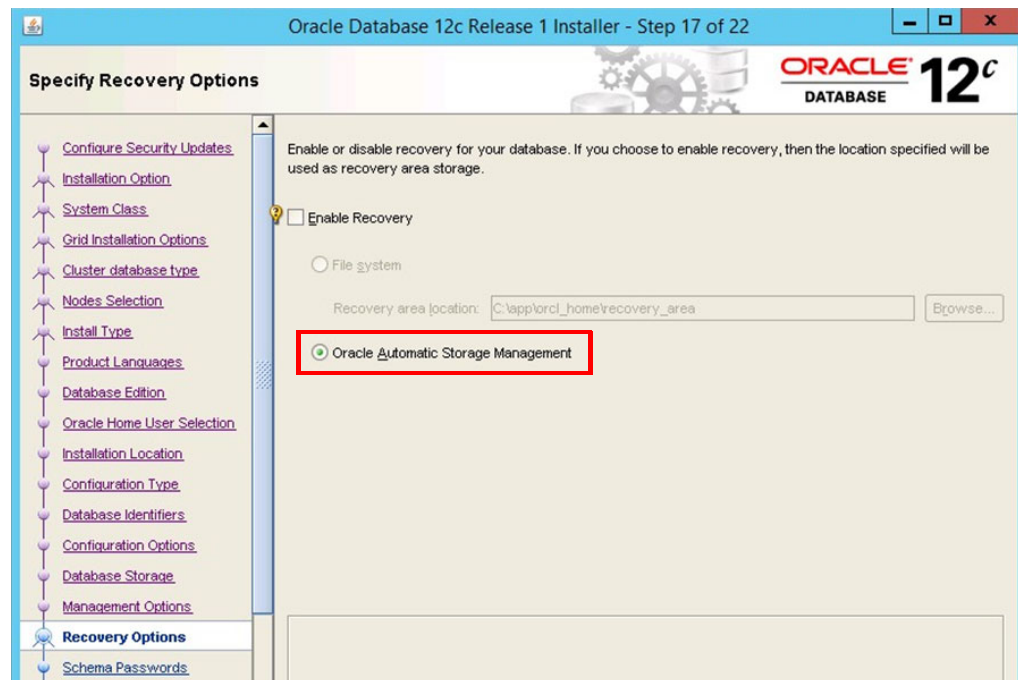 Oracle Database 12c Release 1 Installer - Step 17 of 22
Specify Recovery Options
ORACLE
DATABASE
12c
Configure Security Updates
Installation Option
System Class
Grid Installation Options
Cluster database type
Nodes Selection
Install Type
Product Languages
Database Edition
Oracle Home User Selection
Installation Location
Configuration Type
Database Identifiers
Configuration Options
Database Storage
Management Options
Recovery Options
Schema Passwords
Enable or disable recovery for your database. If you choose to enable recovery, then the location specified will be
used as recovery area storage.
Enable Recovery
File system
Recovery area location: C:\app\orcl_home\recovery_area Browse...
Oracle Automatic Storage Management